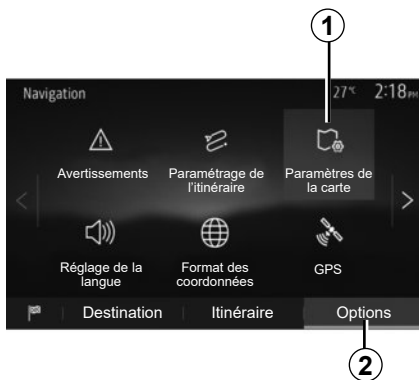 1
Navigation 27°C 2:18PM
Avertissements
Paramétrage de
l'itinéraire
Paramètres de
la carte
Réglage de la
langue
Format des
coordonnées
GPS
Destination Itinéraire Options
2